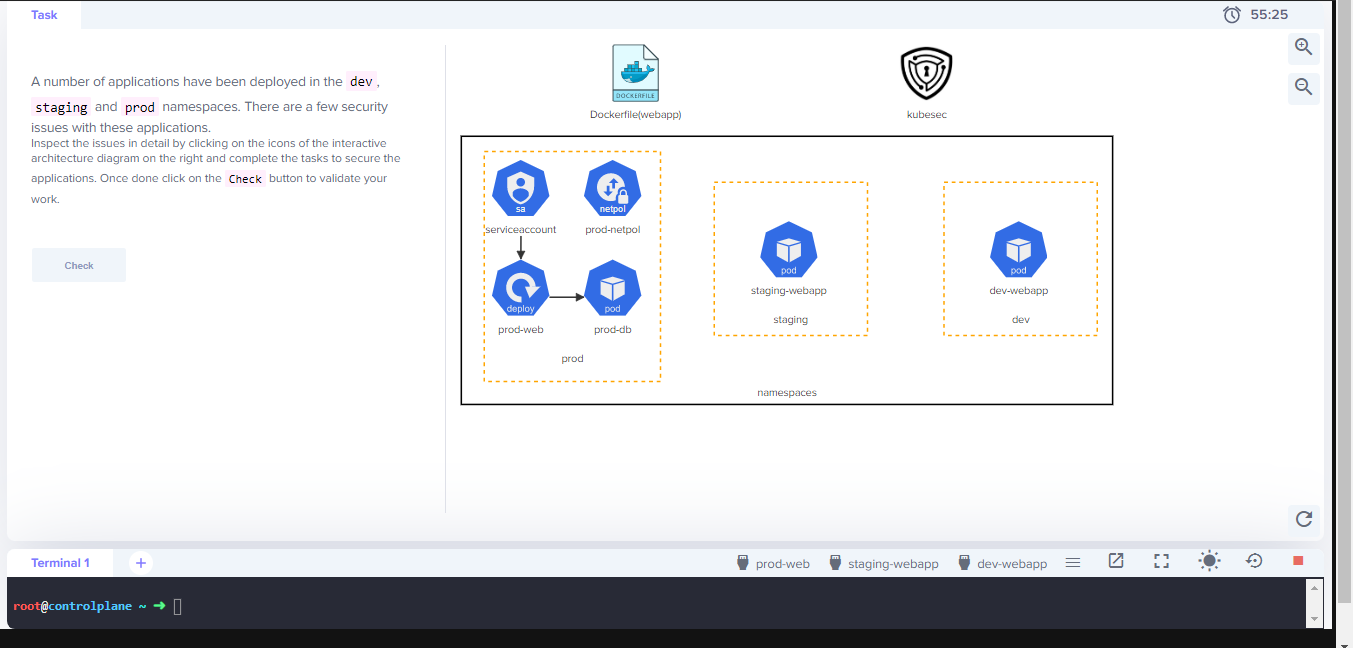 Task
55:25
A number of applications have been deployed in the dev ,
staging and prod namespaces. There are a few security
issues with these applications.
Inspect the issues in detail by clicking on the icons of the interactive
architecture diagram on the right and complete the tasks to secure the
applications. Once done click on the Check button to validate your
work.
Check
DOCKERFILE
Dockerfile(webapp)
kubesec
sa
serviceaccount
netpol
prod-netpol
deploy
prod-web
pod
prod-db
prod
pod
staging-webapp
staging
pod
dev-webapp
dev
namespaces
Terminal 1
+
prod-web
staging-webapp
dev-webapp
root@controlplane ~ ➜